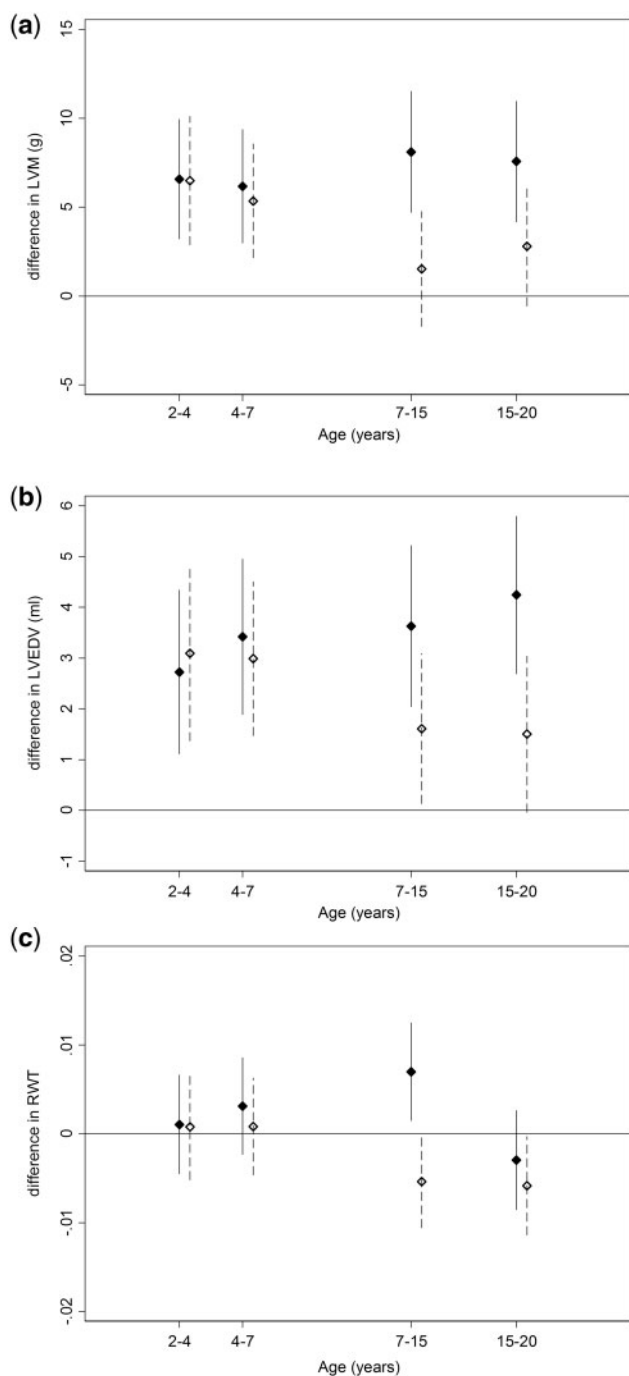 (a)
difference in LVM (g)
15
10
5
0
-5
2-4 4-7 7-15 15-20
Age (years)
(b)
difference in LVEDV (ml)
6
5
4
3
2
1
0
-1
2-4 4-7 7-15 15-20
Age (years)
(c)
difference in RWT
.02
.01
0
-.01
-.02
2-4 4-7 7-15 15-20
Age (years)